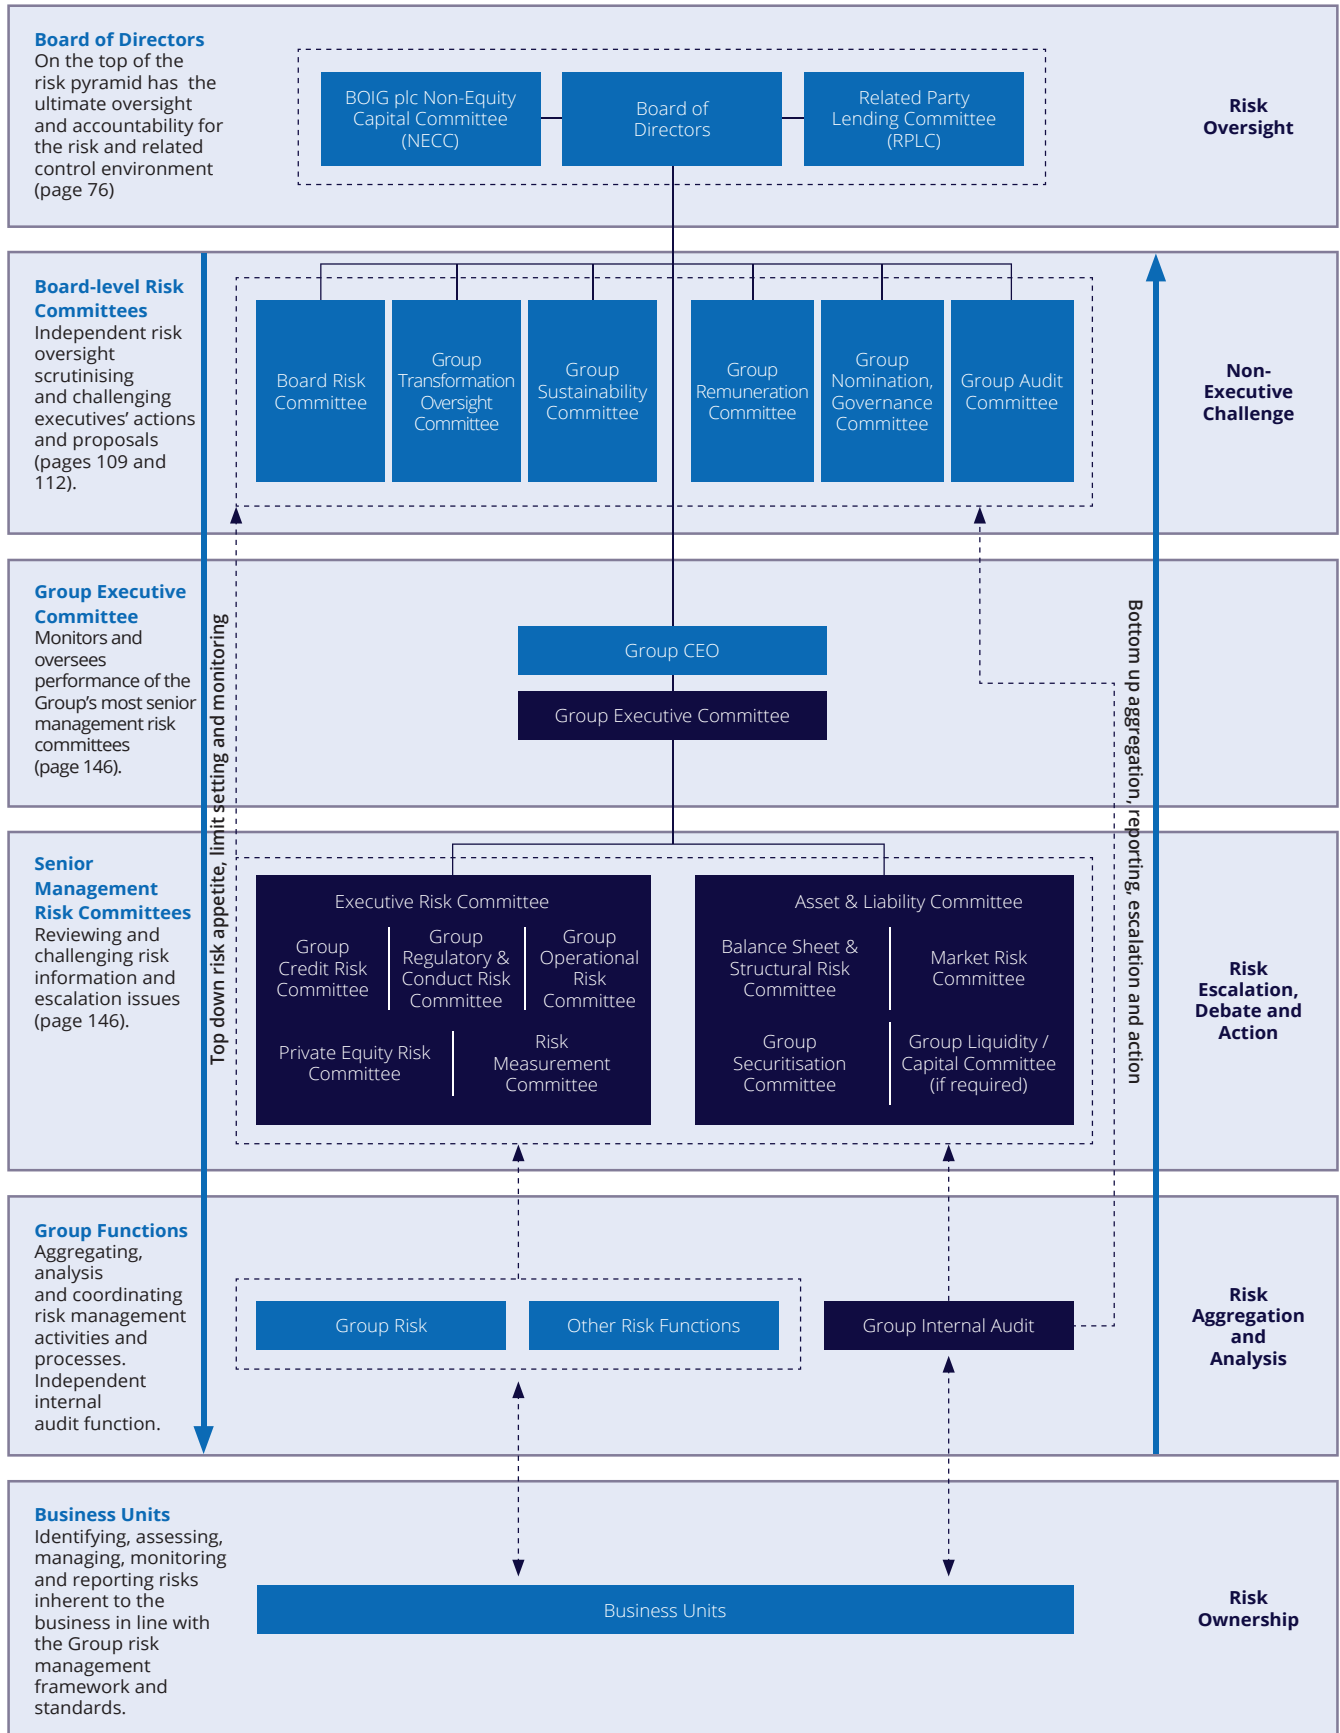 Board of Directors
On the top of the
risk pyramid has the
ultimate oversight
and accountability for
the risk and related
control environment
(page 76)
BOIG plc Non-Equity
Capital Committee
(NECC)
Board of
Directors
Related Party
Lending Committee
(RPLC)
Risk
Oversight
Board-level Risk
Committees
Independent risk
oversight
scrutinising
and challenging
executives’ actions
and proposals
(pages 109 and
112).
Board Risk
Committee
Group
Transformation
Oversight
Committee
Group
Sustainability
Committee
Group
Remuneration
Committee
Group
Nomination,
Governance
Committee
Group Audit
Committee
Non-
Executive
Challenge
Group Executive
Committee
Monitors and
oversees
performance of the
Group’s most senior
management risk
committees
(page 146).
Top down risk appetite, limit setting and monitoring
Group CEO
Group Executive Committee
Bottom up aggregation, reporting, escalation and action
Senior
Management
Risk Committees
Reviewing and
challenging risk
information and
escalation issues
(page 146).
Executive Risk Committee
Group
Credit Risk
Committee
Group
Regulatory &
Conduct Risk
Committee
Group
Operational
Risk
Committee
Private Equity Risk
Committee
Risk
Measurement
Committee
Asset & Liability Committee
Balance Sheet &
Structural Risk
Committee
Market Risk
Committee
Group
Securitisation
Committee
Group Liquidity /
Capital Committee
(if required)
Risk
Escalation,
Debate and
Action
Group Functions
Aggregating,
analysis
and coordinating
risk management
activities and
processes.
Independent
internal
audit function.
Group Risk
Other Risk Functions
Group Internal Audit
Risk
Aggregation
and
Analysis
Business Units
Identifying, assessing,
managing, monitoring
and reporting risks
inherent to the
business in line with
the Group risk
management
framework and
standards.
Business Units
Risk
Ownership